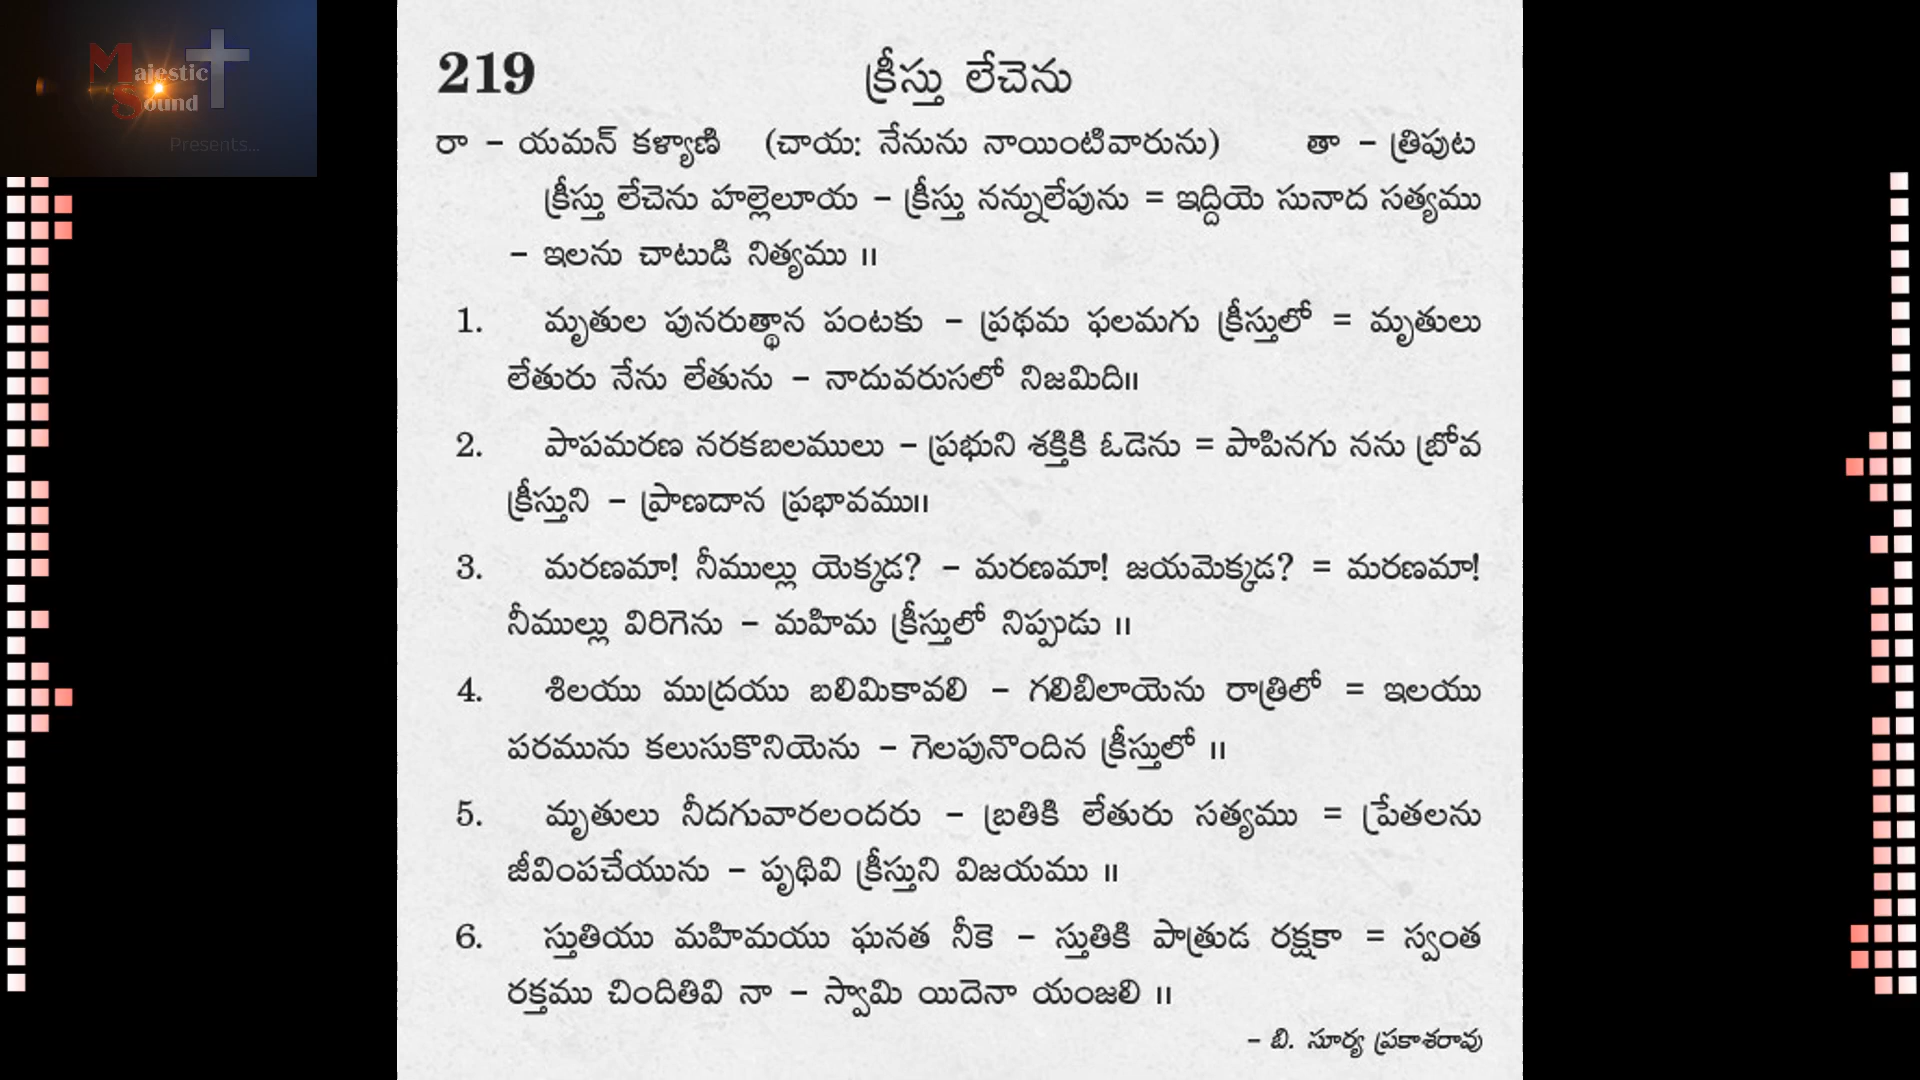 Majestic
Sound
Presents...
219 క్రీస్తు లేచెను
రా - యమన్ కళ్యాణి (చాయ: నేనును నాయింటివారును) తా - త్రిపుట
క్రీస్తు లేచెను హల్లెలూయ - క్రీస్తు నన్నులేపును = ఇద్దియె సునాద సత్యము
- ఇలను చాటుడి నిత్యము ॥
1. మృతుల పునరుత్థాన పంటకు - ప్రథమ ఫలమగు క్రీస్తులో = మృతులు
లేతురు నేను లేతును - నాదువరుసలో నిజమిది॥
2. పాపమరణ నరకబలములు - ప్రభుని శక్తికి ఓడెను = పాపినగు నను బ్రోవ
క్రీస్తుని - ప్రాణదాన ప్రభావము॥
3. మరణమా! నీముల్లు యెక్కడ? - మరణమా! జయమెక్కడ? = మరణమా!
నీముల్లు విరిగెను - మహిమ క్రీస్తులో నిప్పుడు ॥
4. శిలయు ముద్రయు బలిమికావలి - గలిబిలాయెను రాత్రిలో = ఇలయు
పరమును కలుసుకొనియెను - గెలపునొందిన క్రీస్తులో ॥
5. మృతులు నీదగువారలందరు - బ్రతికి లేతురు సత్యము = ప్రేతలను
జీవింపచేయును - పృథివి క్రీస్తుని విజయము ॥
6. స్తుతియు మహిమయు ఘనత నీకె - స్తుతికి పాత్రుడ రక్షకా = స్వంత
రక్తము చిందితివి నా - స్వామి యిదెనా యంజలి ॥
- బి. సూర్య ప్రకాశరావు